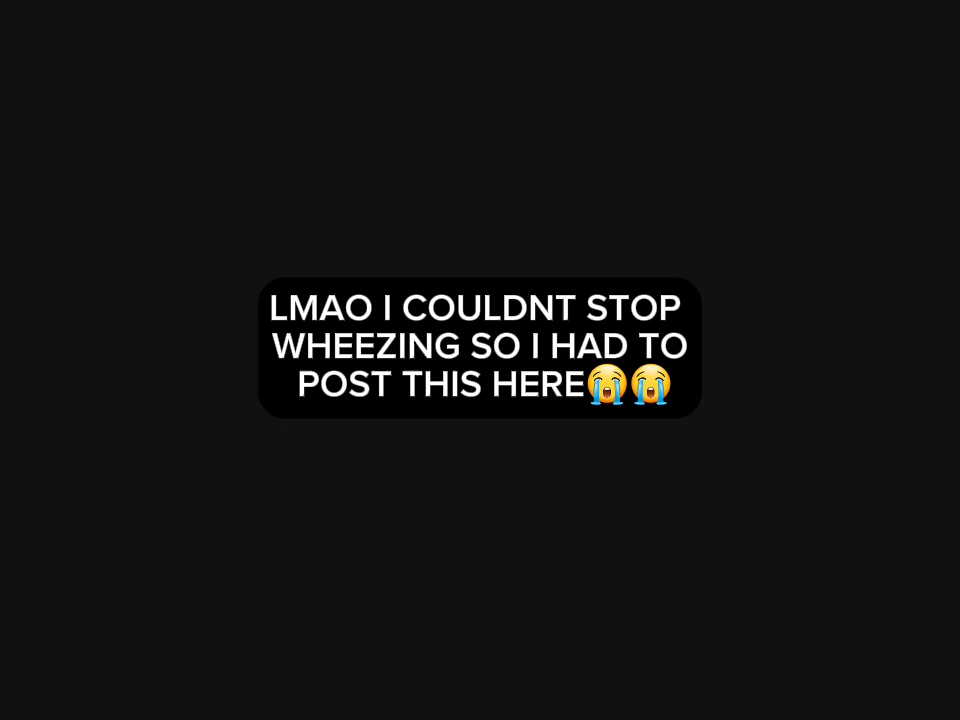 LMAO I COULDNT STOP
WHEEZING SO I HAD TO
POST THIS HERE😭😭